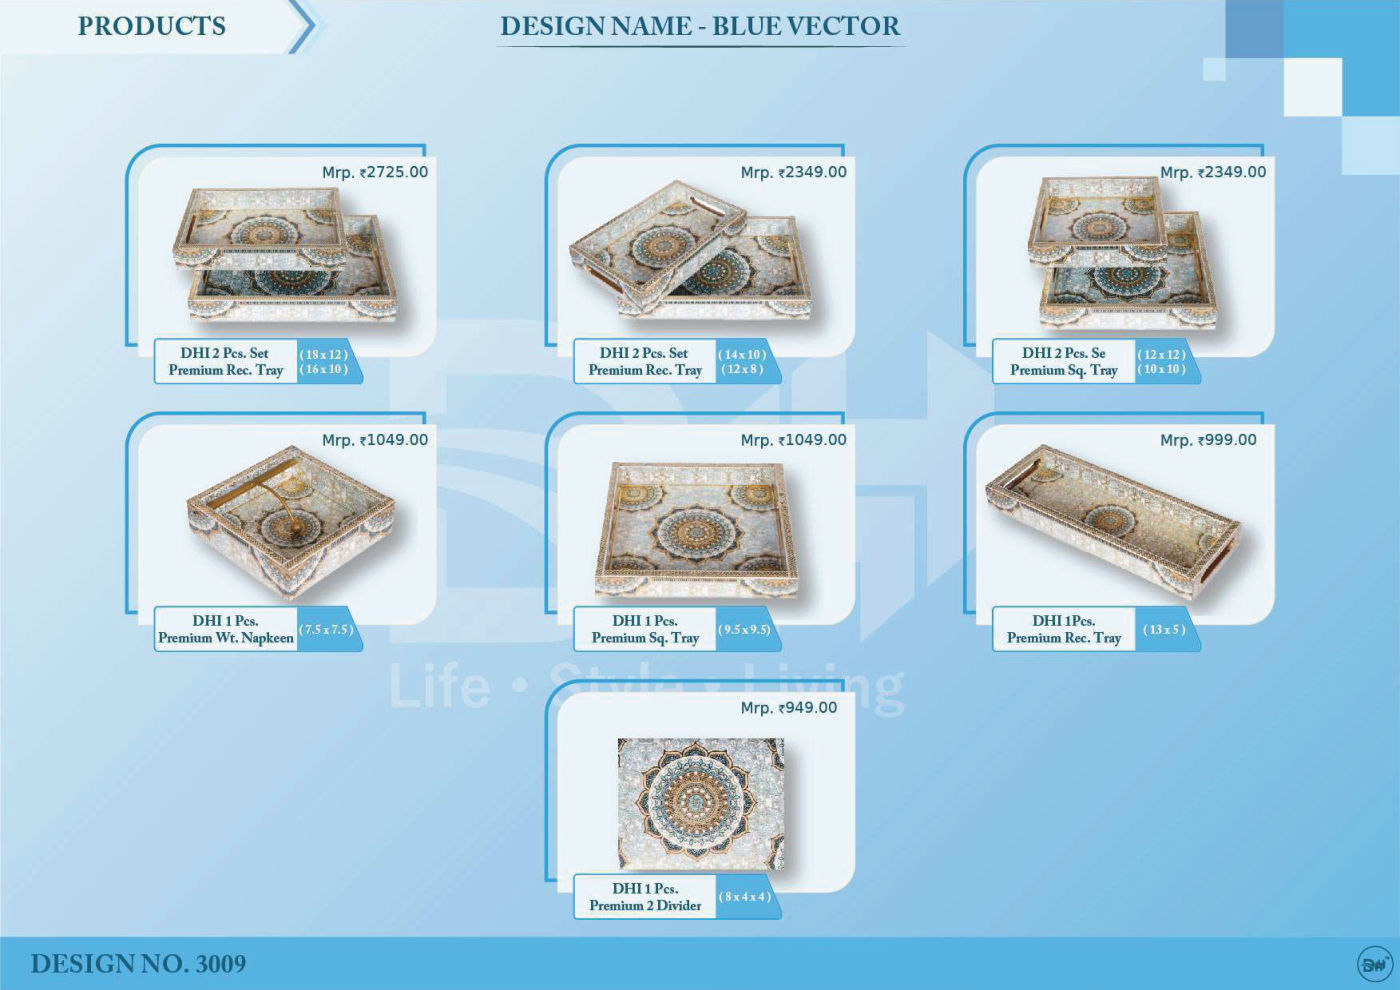 PRODUCTS
DESIGN NAME - BLUE VECTOR
Mrp. ₹2725.00
DHI 2 Pcs. Set
Premium Rec. Tray
( 18 x 12 )
( 16 x 10 )
Mrp. ₹2349.00
DHI 2 Pcs. Set
Premium Rec. Tray
( 14 x 10 )
( 12 x 8 )
Mrp. ₹2349.00
DHI 2 Pcs. Se
Premium Sq. Tray
( 12 x 12 )
( 10 x 10 )
Mrp. ₹1049.00
DHI 1 Pcs.
Premium Wt. Napkeen
( 7.5 x 7.5 )
Mrp. ₹1049.00
DHI 1 Pcs.
Premium Sq. Tray
( 9.5 x 9.5)
Mrp. ₹999.00
DHI 1Pcs.
Premium Rec. Tray
( 13 x 5 )
Life • Style • Living
Mrp. ₹949.00
DHI 1 Pcs.
Premium 2 Divider
( 8 x 4 x 4 )
DESIGN NO. 3009